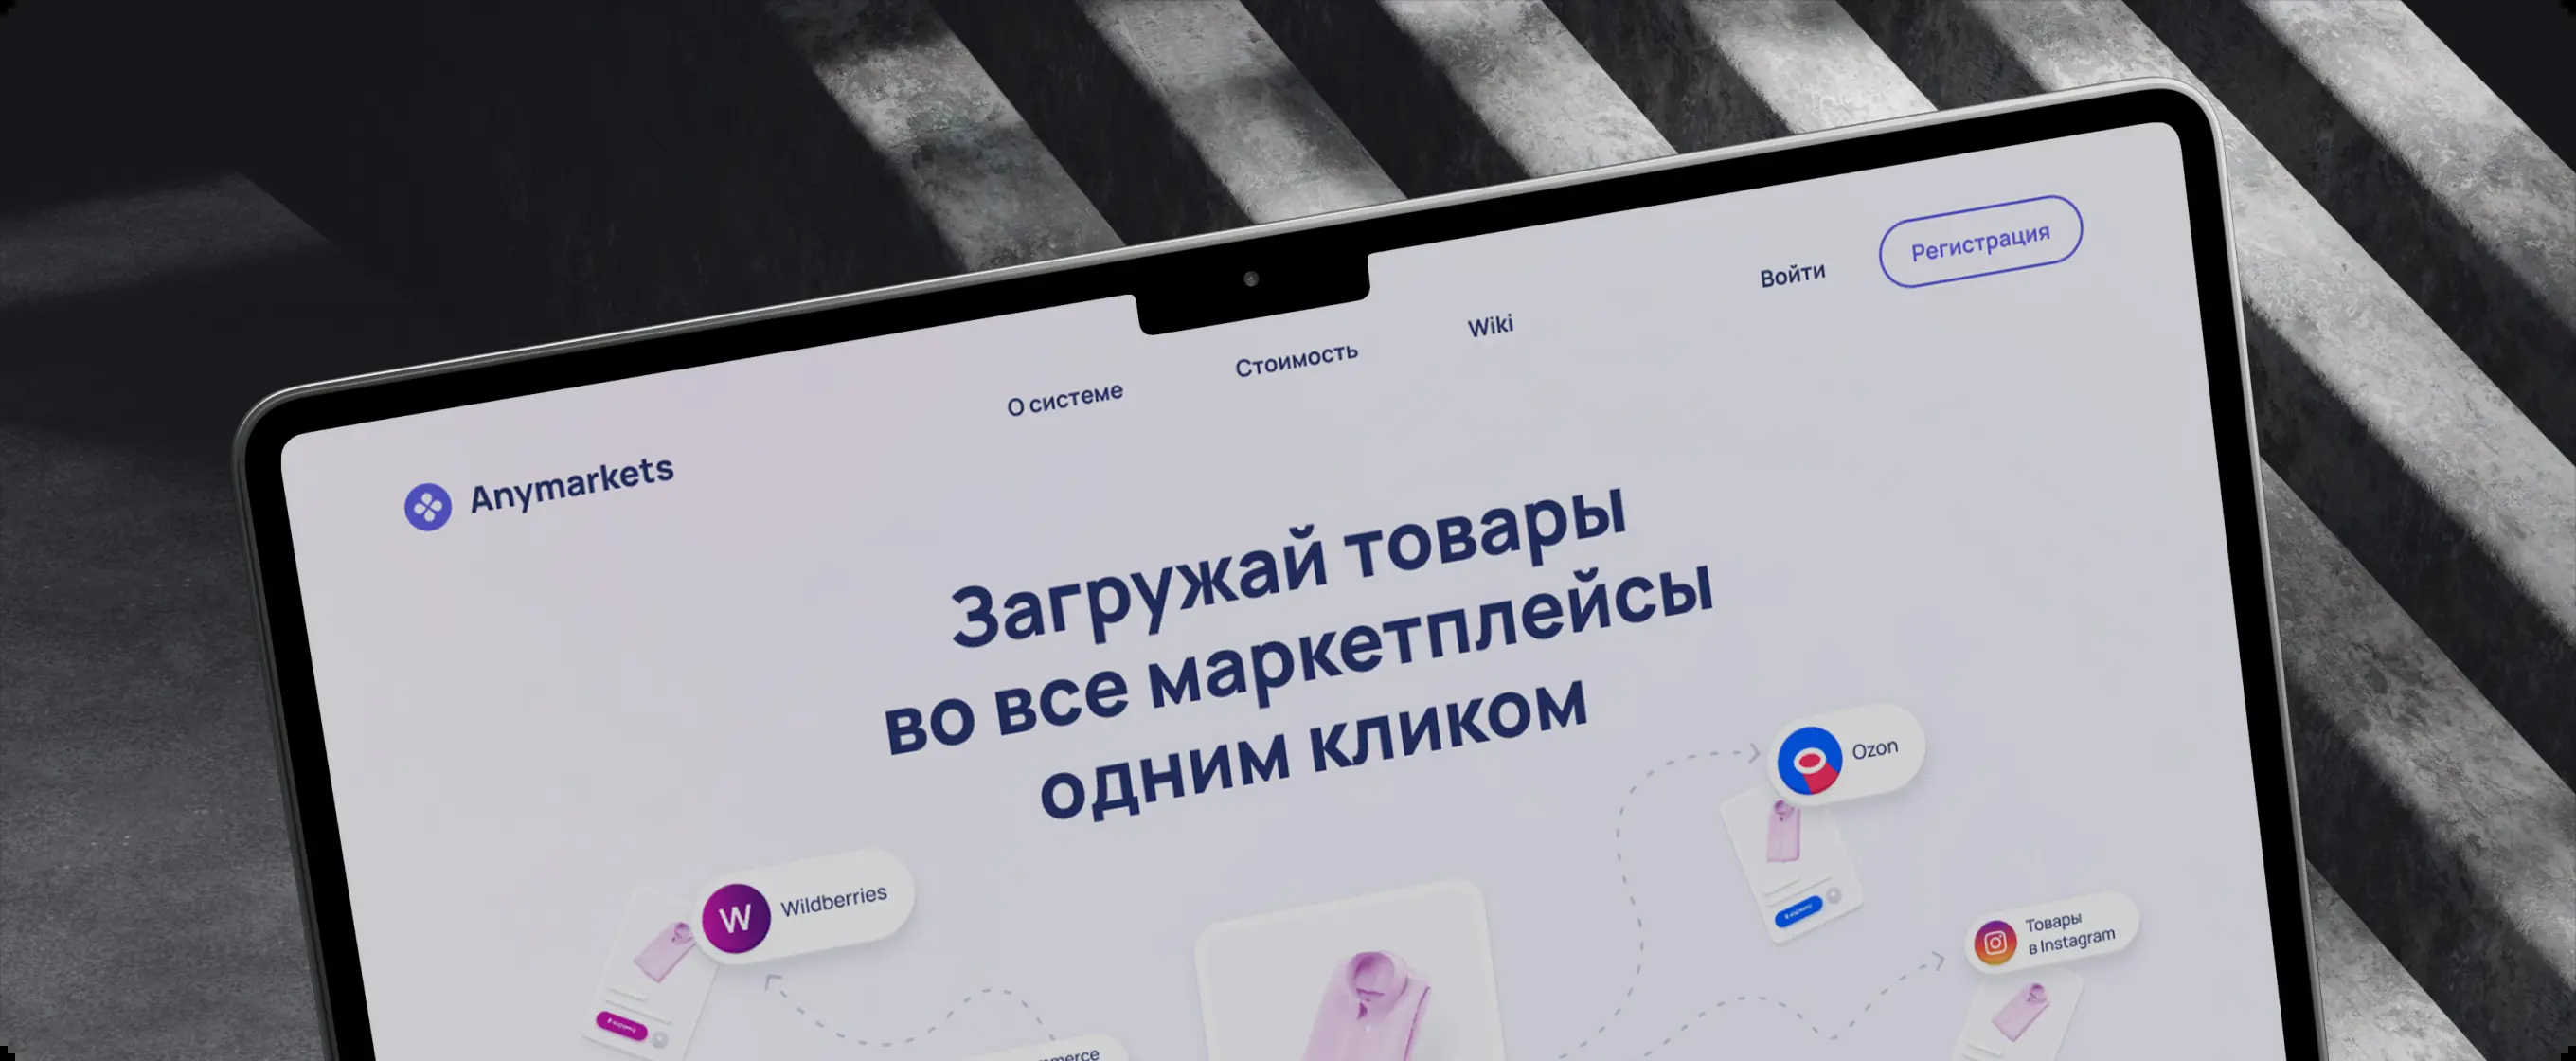 О системе
Стоимость
Wiki
Войти
Регистрация
Anymarkets
Загружай товары
во все маркетплейсы
одним кликом
Ozon
W
Wildberries
Товары
в Instagram